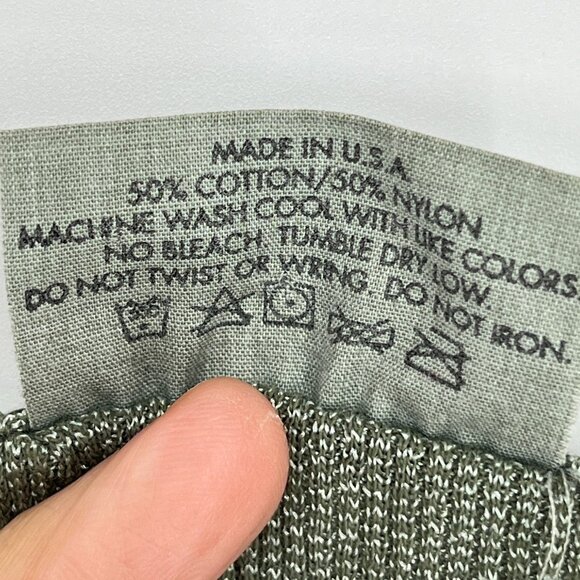 MADE IN U.S.A.
50% COTTON/50% NYLON
MACHINE WASH COOL WITH LIKE COLORS.
NO BLEACH. TUMBLE DRY LOW.
DO NOT TWIST OR WRING. DO NOT IRON.